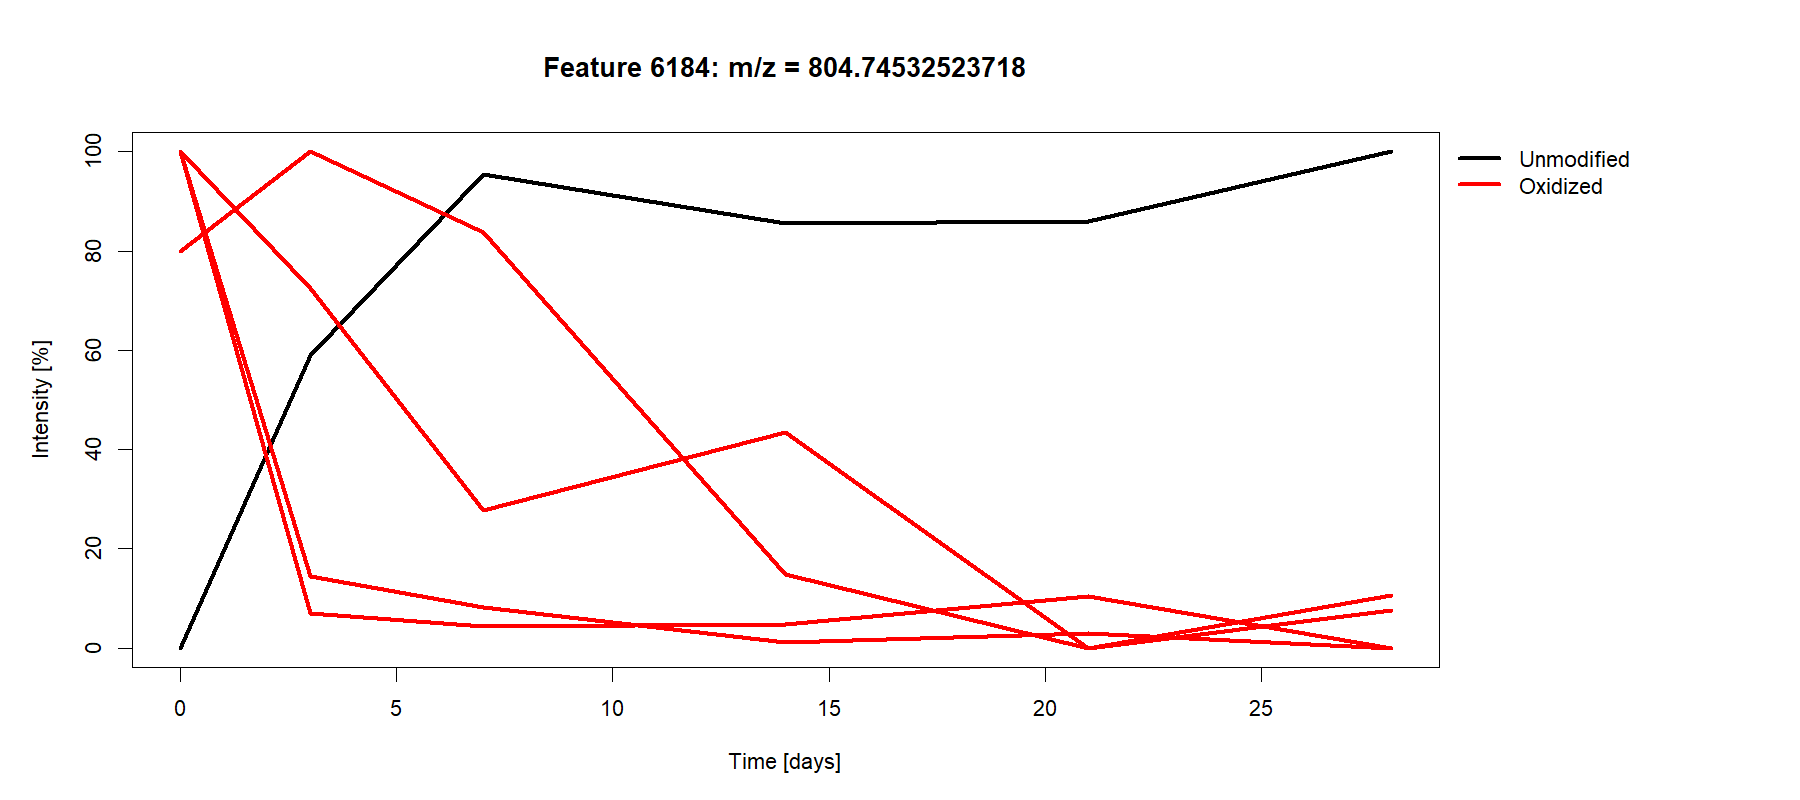 Feature 6184: m/z = 804.74532523718
Unmodified
Oxidized
Intensity [%]
100
80
60
40
20
0
0 5 10 15 20 25
Time [days]